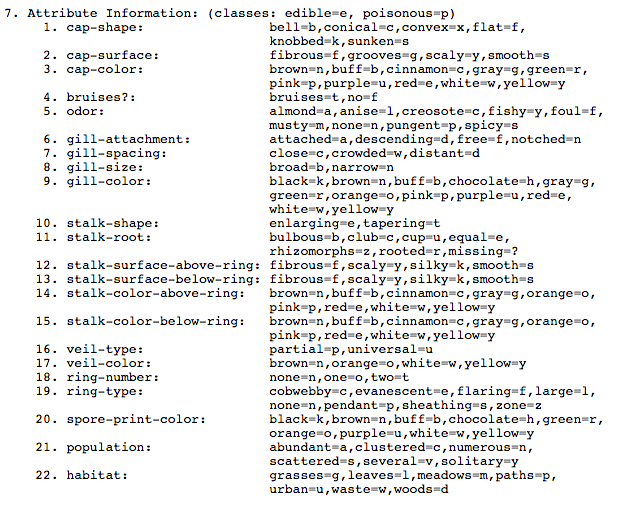 7. Attribute Information: (classes: edible=e, poisonous=p)
1. cap-shape: bell=b,conical=c,convex=x,flat=f,
knobbed=k,sunken=s
2. cap-surface: fibrous=f,grooves=g,scaly=y,smooth=s
3. cap-color: brown=n,buff=b,cinnamon=c,gray=g,green=r,
pink=p,purple=u,red=e,white=w,yellow=y
4. bruises?: bruises=t,no=f
5. odor: almond=a,anise=l,creosote=c,fishy=y,foul=f,
musty=m,none=n,pungent=p,spicy=s
6. gill-attachment: attached=a,descending=d,free=f,notched=n
7. gill-spacing: close=c,crowded=w,distant=d
8. gill-size: broad=b,narrow=n
9. gill-color: black=k,brown=n,buff=b,chocolate=h,gray=g,
green=r,orange=o,pink=p,purple=u,red=e,
white=w,yellow=y
10. stalk-shape: enlarging=e,tapering=t
11. stalk-root: bulbous=b,club=c,cup=u,equal=e,
rhizomorphs=z,rooted=r,missing=?
12. stalk-surface-above-ring: fibrous=f,scaly=y,silky=k,smooth=s
13. stalk-surface-below-ring: fibrous=f,scaly=y,silky=k,smooth=s
14. stalk-color-above-ring: brown=n,buff=b,cinnamon=c,gray=g,orange=o,
pink=p,red=e,white=w,yellow=y
15. stalk-color-below-ring: brown=n,buff=b,cinnamon=c,gray=g,orange=o,
pink=p,red=e,white=w,yellow=y
16. veil-type: partial=p,universal=u
17. veil-color: brown=n,orange=o,white=w,yellow=y
18. ring-number: none=n,one=o,two=t
19. ring-type: cobwebby=c,evanescent=e,flaring=f,large=l,
none=n,pendant=p,sheathing=s,zone=z
20. spore-print-color: black=k,brown=n,buff=b,chocolate=h,green=r,
orange=o,purple=u,white=w,yellow=y
21. population: abundant=a,clustered=c,numerous=n,
scattered=s,several=v,solitary=y
22. habitat: grasses=g,leaves=l,meadows=m,paths=p,
urban=u,waste=w,woods=d